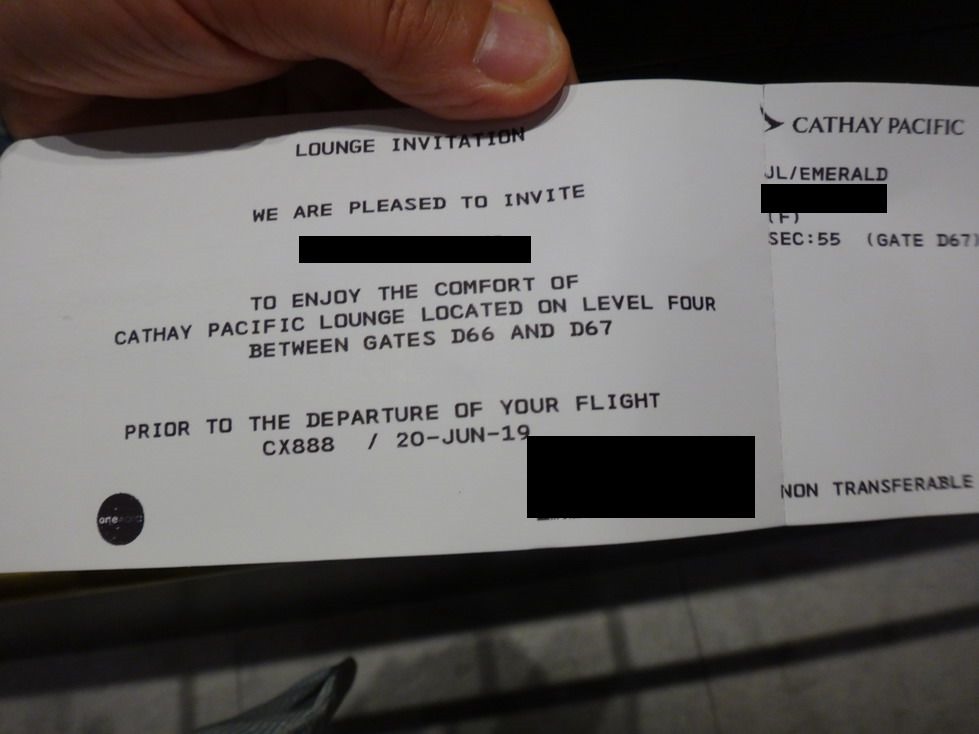 LOUNGE INVITATION
WE ARE PLEASED TO INVITE
TO ENJOY THE COMFORT OF
CATHAY PACIFIC LOUNGE LOCATED ON LEVEL FOUR
BETWEEN GATES D66 AND D67
PRIOR TO THE DEPARTURE OF YOUR FLIGHT
CX888 / 20-JUN-19
CATHAY PACIFIC
JL/EMERALD
(F)
SEC:55 (GATE D67)
NON TRANSFERABLE